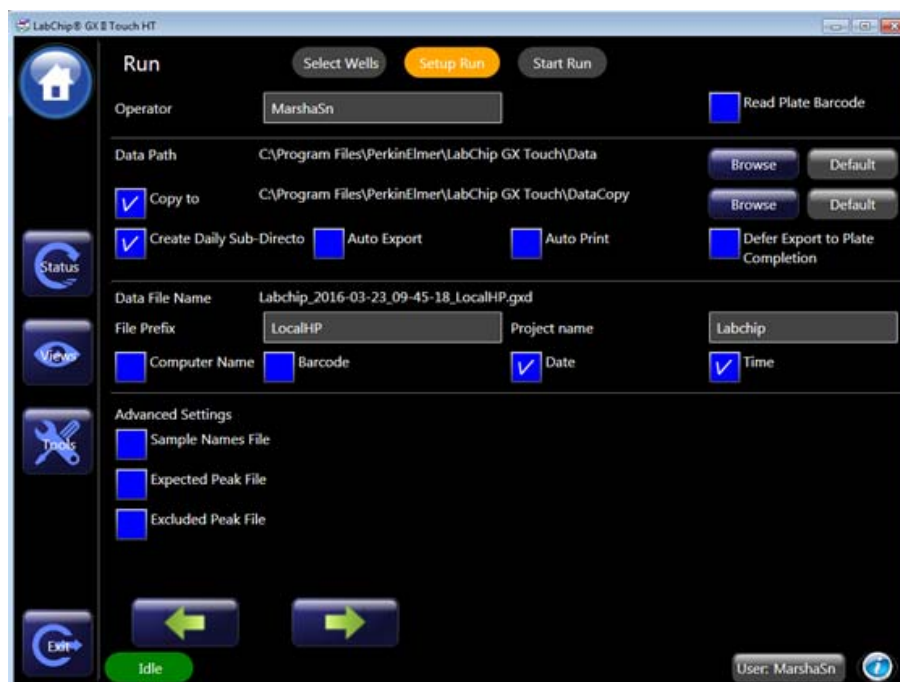 LabChip® GX II Touch HT
Run
Select Wells
Setup Run
Start Run
Operator
MarshaSn
Read Plate Barcode
Data Path
C:\Program Files\PerkinElmer\LabChip GX Touch\Data
Browse
Default
Copy to
C:\Program Files\PerkinElmer\LabChip GX Touch\DataCopy
Browse
Default
Create Daily Sub-Directo
Auto Export
Auto Print
Defer Export to Plate
Completion
Status
Data File Name
Labchip_2016-03-23_09-45-18_LocalHP.gxd
File Prefix
LocalHP
Project name
Labchip
Views
Computer Name
Barcode
Date
Time
Advanced Settings
Tools
Sample Names File
Expected Peak File
Excluded Peak File
Exit
Idle
User: MarshaSn